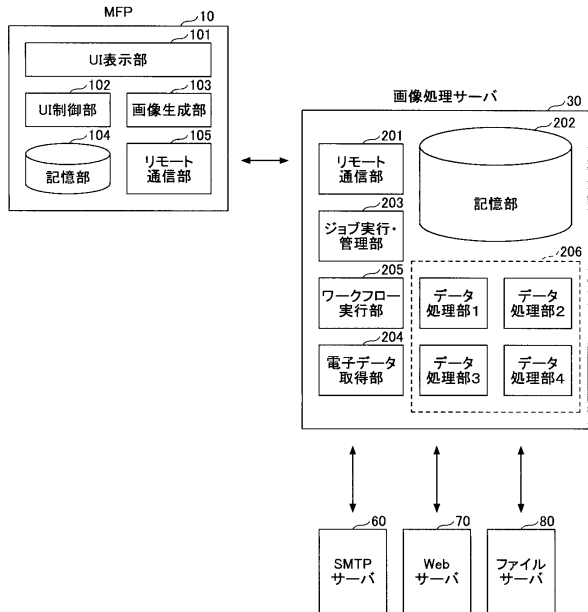 MFP
10
101
UI表示部
102
103
UI制御部
画像生成部
104
105
記憶部
リモート
通信部
画像処理サーバ
30
201
202
リモート
通信部
記憶部
203
ジョブ実行・
管理部
206
205
ワークフロー
実行部
データ
処理部1
データ
処理部2
204
電子データ
取得部
データ
処理部3
データ
処理部4
60
70
80
SMTP
サーバ
Web
サーバ
ファイル
サーバ